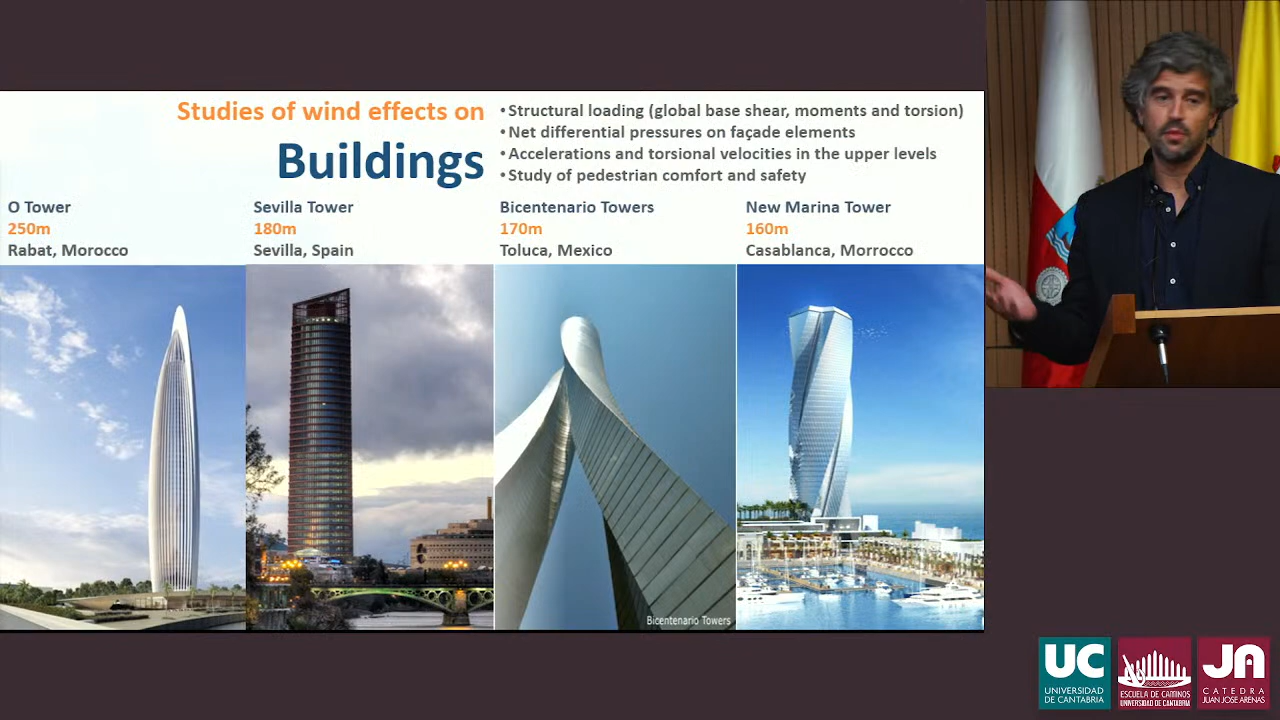 Studies of wind effects on
Buildings
•Structural loading (global base shear, moments and torsion)
•Net differential pressures on façade elements
•Accelerations and torsional velocities in the upper levels
•Study of pedestrian comfort and safety
O Tower
250m
Rabat, Morocco
Sevilla Tower
180m
Sevilla, Spain
Bicentenario Towers
170m
Toluca, Mexico
New Marina Tower
160m
Casablanca, Morrocco
Bicentenario Towers
UC
UNIVERSIDAD
DE CANTABRIA
ESCUELA DE CAMINOS
UNIVERSIDAD DE CANTABRIA
JA
CATEDRA
JUAN JOSE ARENAS